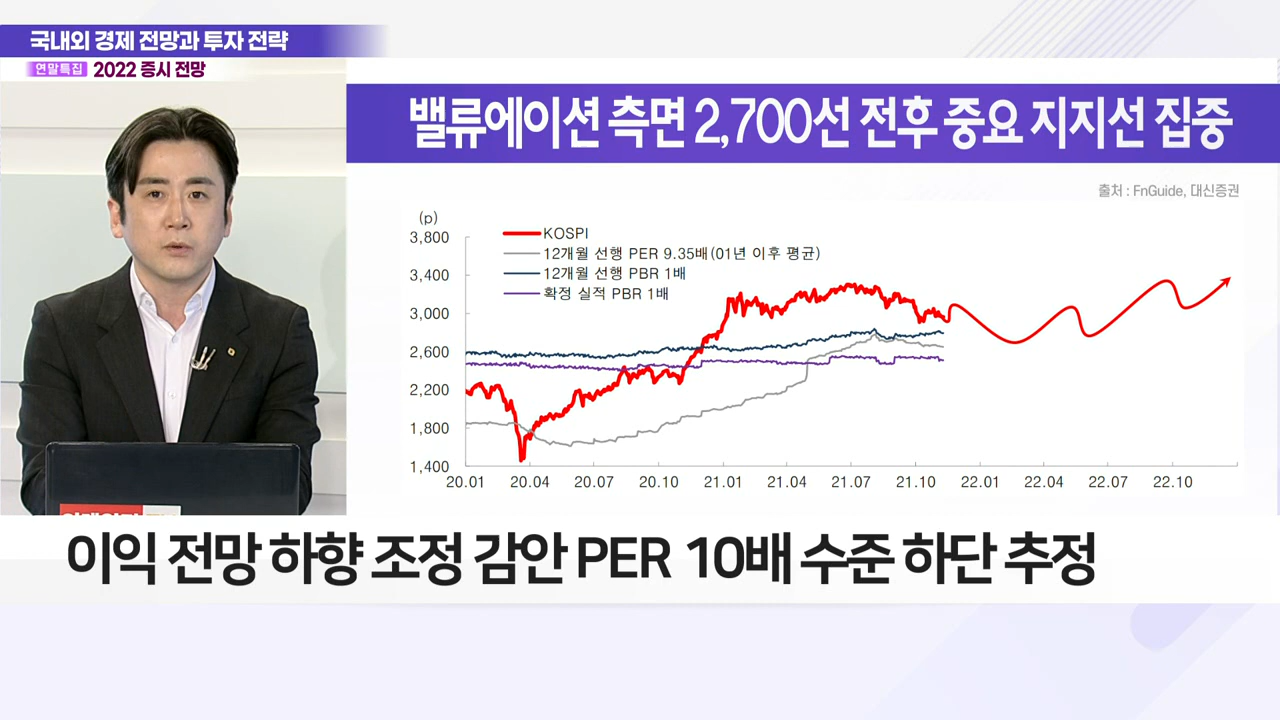 국내외 경제 전망과 투자 전략
연말특집 2022 증시 전망
밸류에이션 측면 2,700선 전후 중요 지지선 집중
출처 : FnGuide, 대신증권
(p)
KOSPI
12개월 선행 PER 9.35배(01년 이후 평균)
12개월 선행 PBR 1배
확정 실적 PBR 1배
3,800
3,400
3,000
2,600
2,200
1,800
1,400
20.01 20.04 20.07 20.10 21.01 21.04 21.07 21.10 22.01 22.04 22.07 22.10
이익 전망 하향 조정 감안 PER 10배 수준 하단 추정